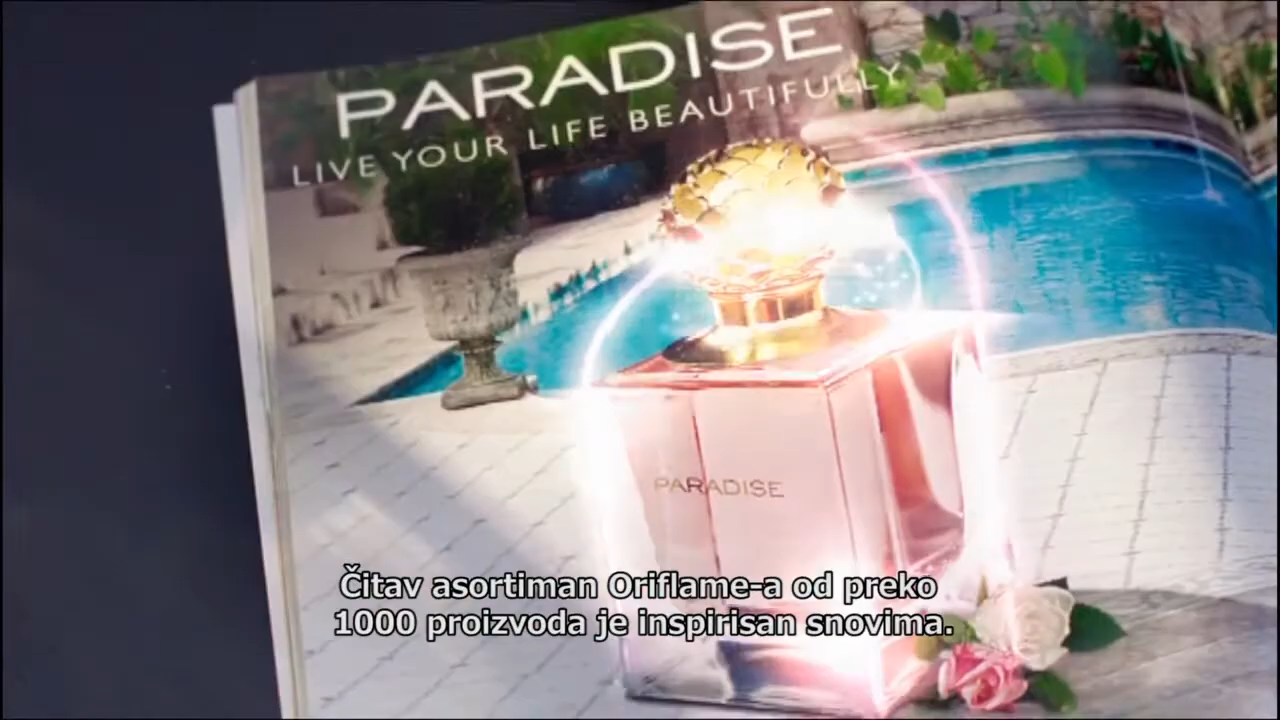 PARADISE
LIVE YOUR LIFE BEAUTIFULLY
PARADISE
Čitav asortiman Oriflame-a od preko
1000 proizvoda je inspirisan snovima.